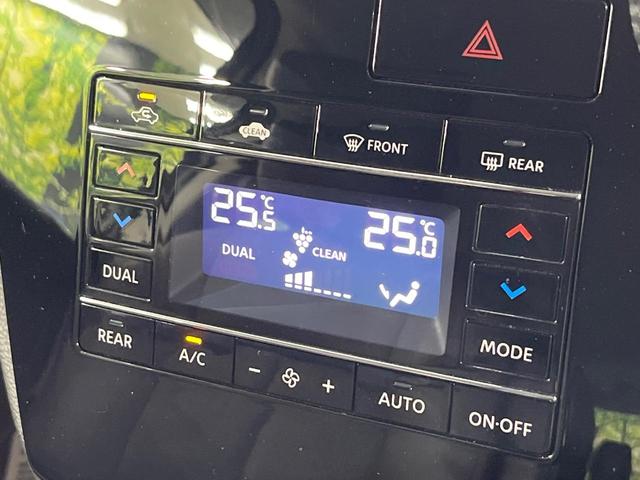 CLEAN
FRONT
REAR
25.5°C
25.0°C
DUAL
CLEAN
DUAL
REAR
A/C
- +
AUTO
MODE
ON·OFF